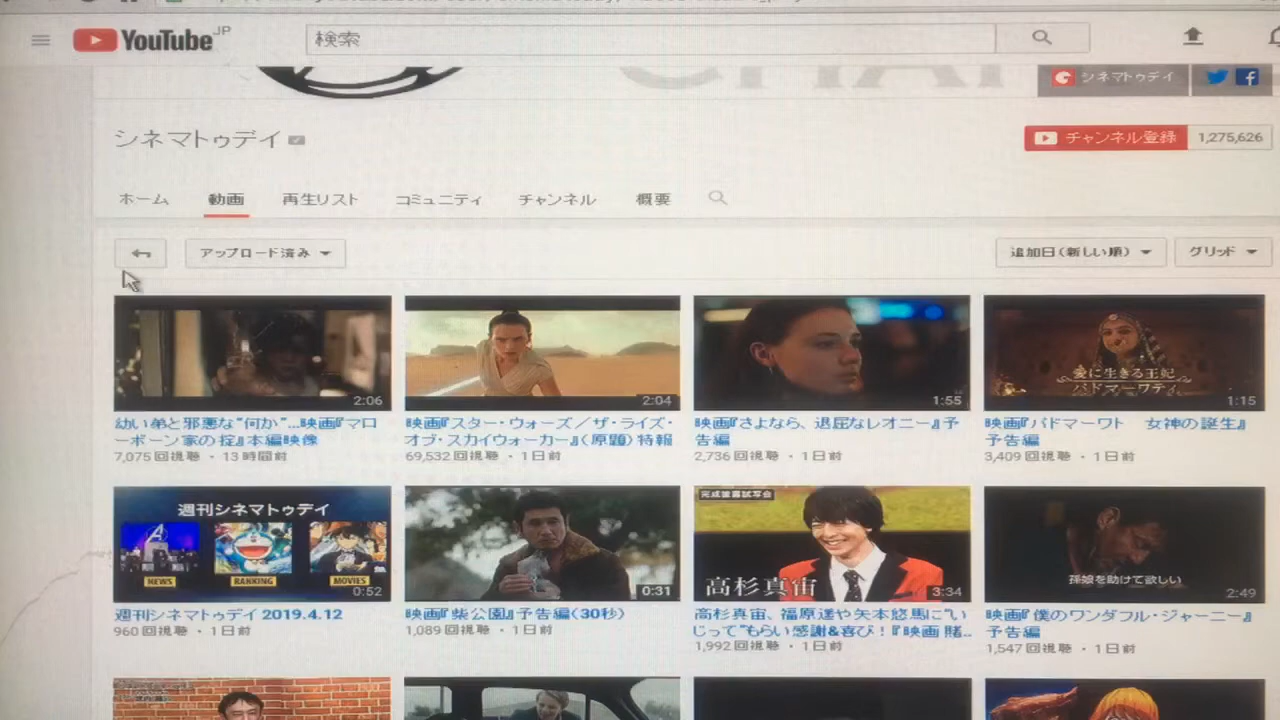 YouTube JP
検索
シネマトゥデイ
シネマトゥデイ
チャンネル登録 1,275,626
ホーム 動画 再生リスト コミュニティ チャンネル 概要
アップロード済み
追加日(新しい順) グリッド
2:06
2:04
1:55
愛に生きる王妃
パドマーワティ
1:15
幼い弟と邪悪な“何か”...映画『マロ
ーボーン家の掟』本編映像
7,075 回視聴・13 時間前
映画『スター・ウォーズ/ザ・ライズ・
オブ・スカイウォーカー』(原題) 特報
69,532 回視聴・1 日前
映画『さよなら、退屈なレオニー』予
告編
2,736 回視聴・1 日前
映画『パドマーワト 女神の誕生』
予告編
3,409 回視聴・1 日前
週刊シネマトゥデイ
NEWS RANKING MOVIES
0:52
0:31
完成披露試写会
高杉真宙
3:34
孫娘を助けて欲しい
2:49
週刊シネマトゥデイ 2019.4.12
960 回視聴・1 日前
映画『柴公園』予告編(30秒)
1,089 回視聴・1 日前
高杉真宙、福原遥や矢本悠馬に“い
じって”もらい感謝&喜び!『映画 賭...
1,992 回視聴・1 日前
映画『僕のワンダフル・ジャーニー』
予告編
1,547 回視聴・1 日前